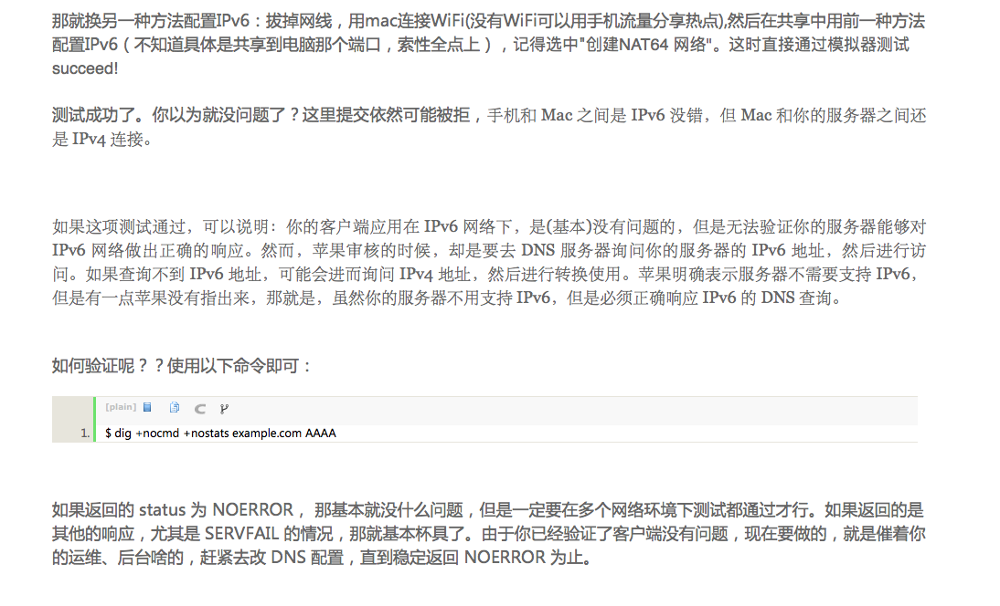 那就换另一种方法配置IPv6：拔掉网线，用mac连接WiFi(没有WiFi可以用手机流量分享热点),然后在共享中用前一种方法
配置IPv6（不知道具体是共享到电脑那个端口，索性全点上），记得选中"创建NAT64 网络"。这时直接通过模拟器测试
succeed!
测试成功了。你以为就没问题了？这里提交依然可能被拒，手机和 Mac 之间是 IPv6 没错，但 Mac 和你的服务器之间还
是 IPv4 连接。
如果这项测试通过，可以说明：你的客户端应用在 IPv6 网络下，是(基本)没有问题的，但是无法验证你的服务器能够对
IPv6 网络做出正确的响应。然而，苹果审核的时候，却是要去 DNS 服务器询问你的服务器的 IPv6 地址，然后进行访
问。如果查询不到 IPv6 地址，可能会进而询问 IPv4 地址，然后进行转换使用。苹果明确表示服务器不需要支持 IPv6，
但是有一点苹果没有指出来，那就是，虽然你的服务器不用支持 IPv6，但是必须正确响应 IPv6 的 DNS 查询。
如何验证呢？？使用以下命令即可：
[plain]
1. $ dig +nocmd +nostats example.com AAAA
如果返回的 status 为 NOERROR ， 那基本就没什么问题，但是一定要在多个网络环境下测试都通过才行。如果返回的是
其他的响应，尤其是 SERVFAIL 的情况，那就基本杯具了。由于你已经验证了客户端没有问题，现在要做的，就是催着你
的运维、后台啥的，赶紧去改 DNS 配置，直到稳定返回 NOERROR 为止。